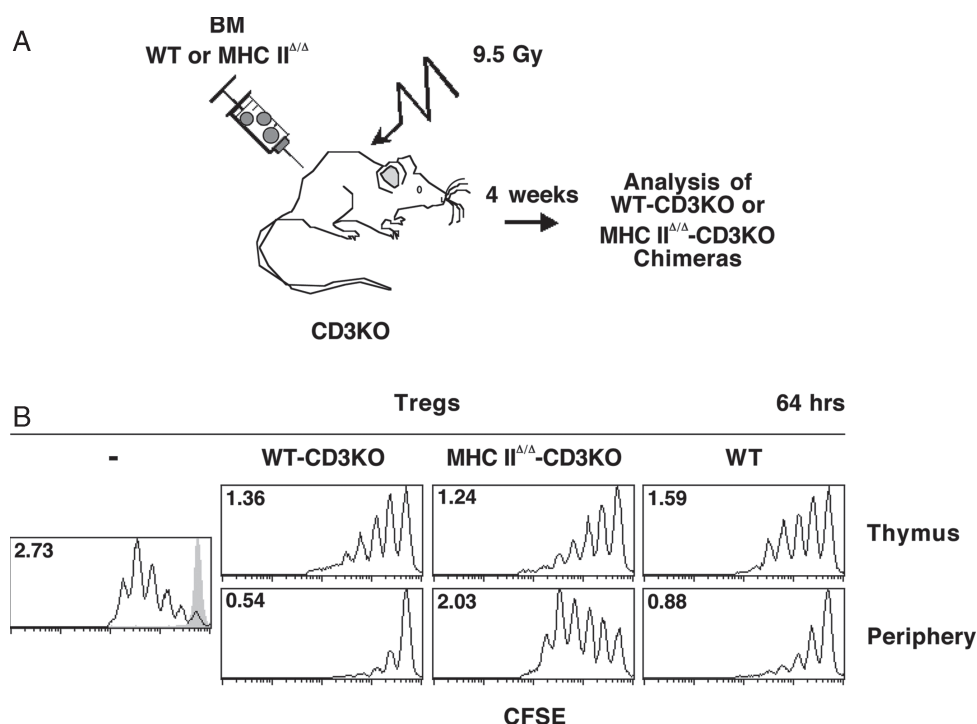 A
BM
WT or MHC II^Δ/Δ
9.5 Gy
4 weeks
Analysis of
WT-CD3KO or
MHC II^Δ/Δ-CD3KO
Chimeras
CD3KO
B
Tregs 64 hrs
- WT-CD3KO MHC II^Δ/Δ-CD3KO WT
1.36 1.24 1.59
Thymus
2.73
0.54 2.03 0.88
Periphery
CFSE